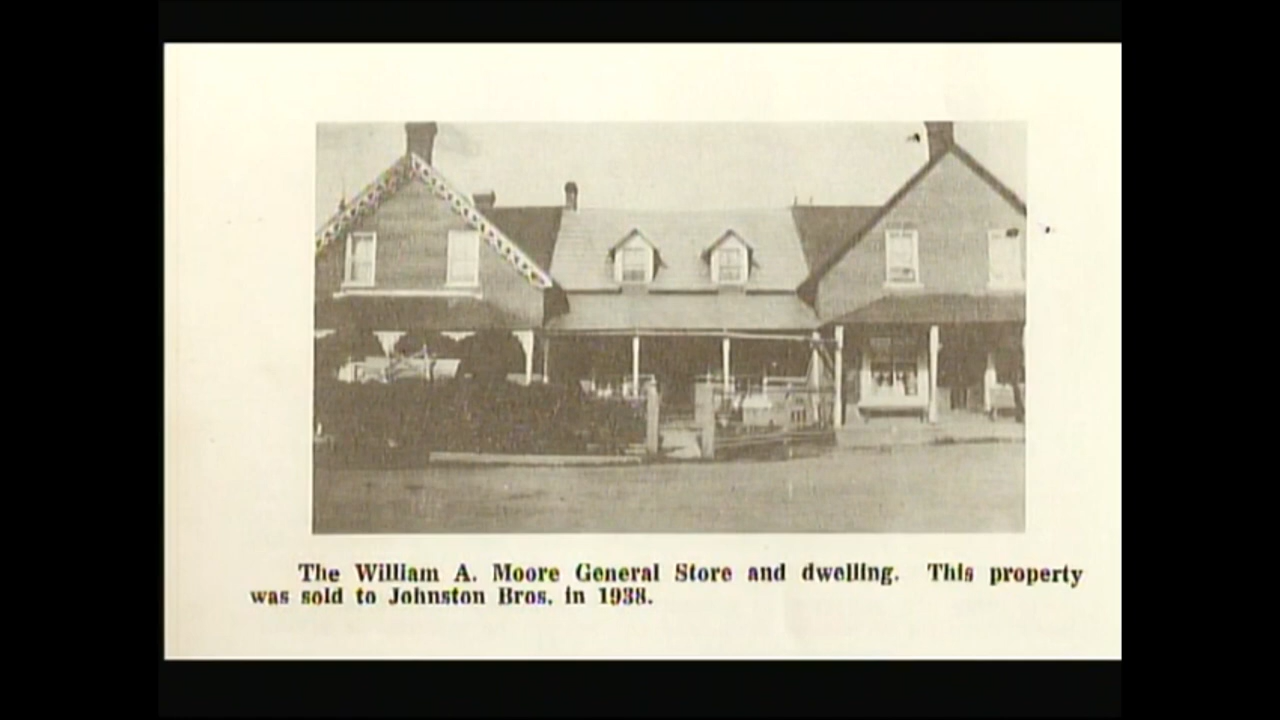 The William A. Moore General Store and dwelling. This property
was sold to Johnston Bros. in 1938.